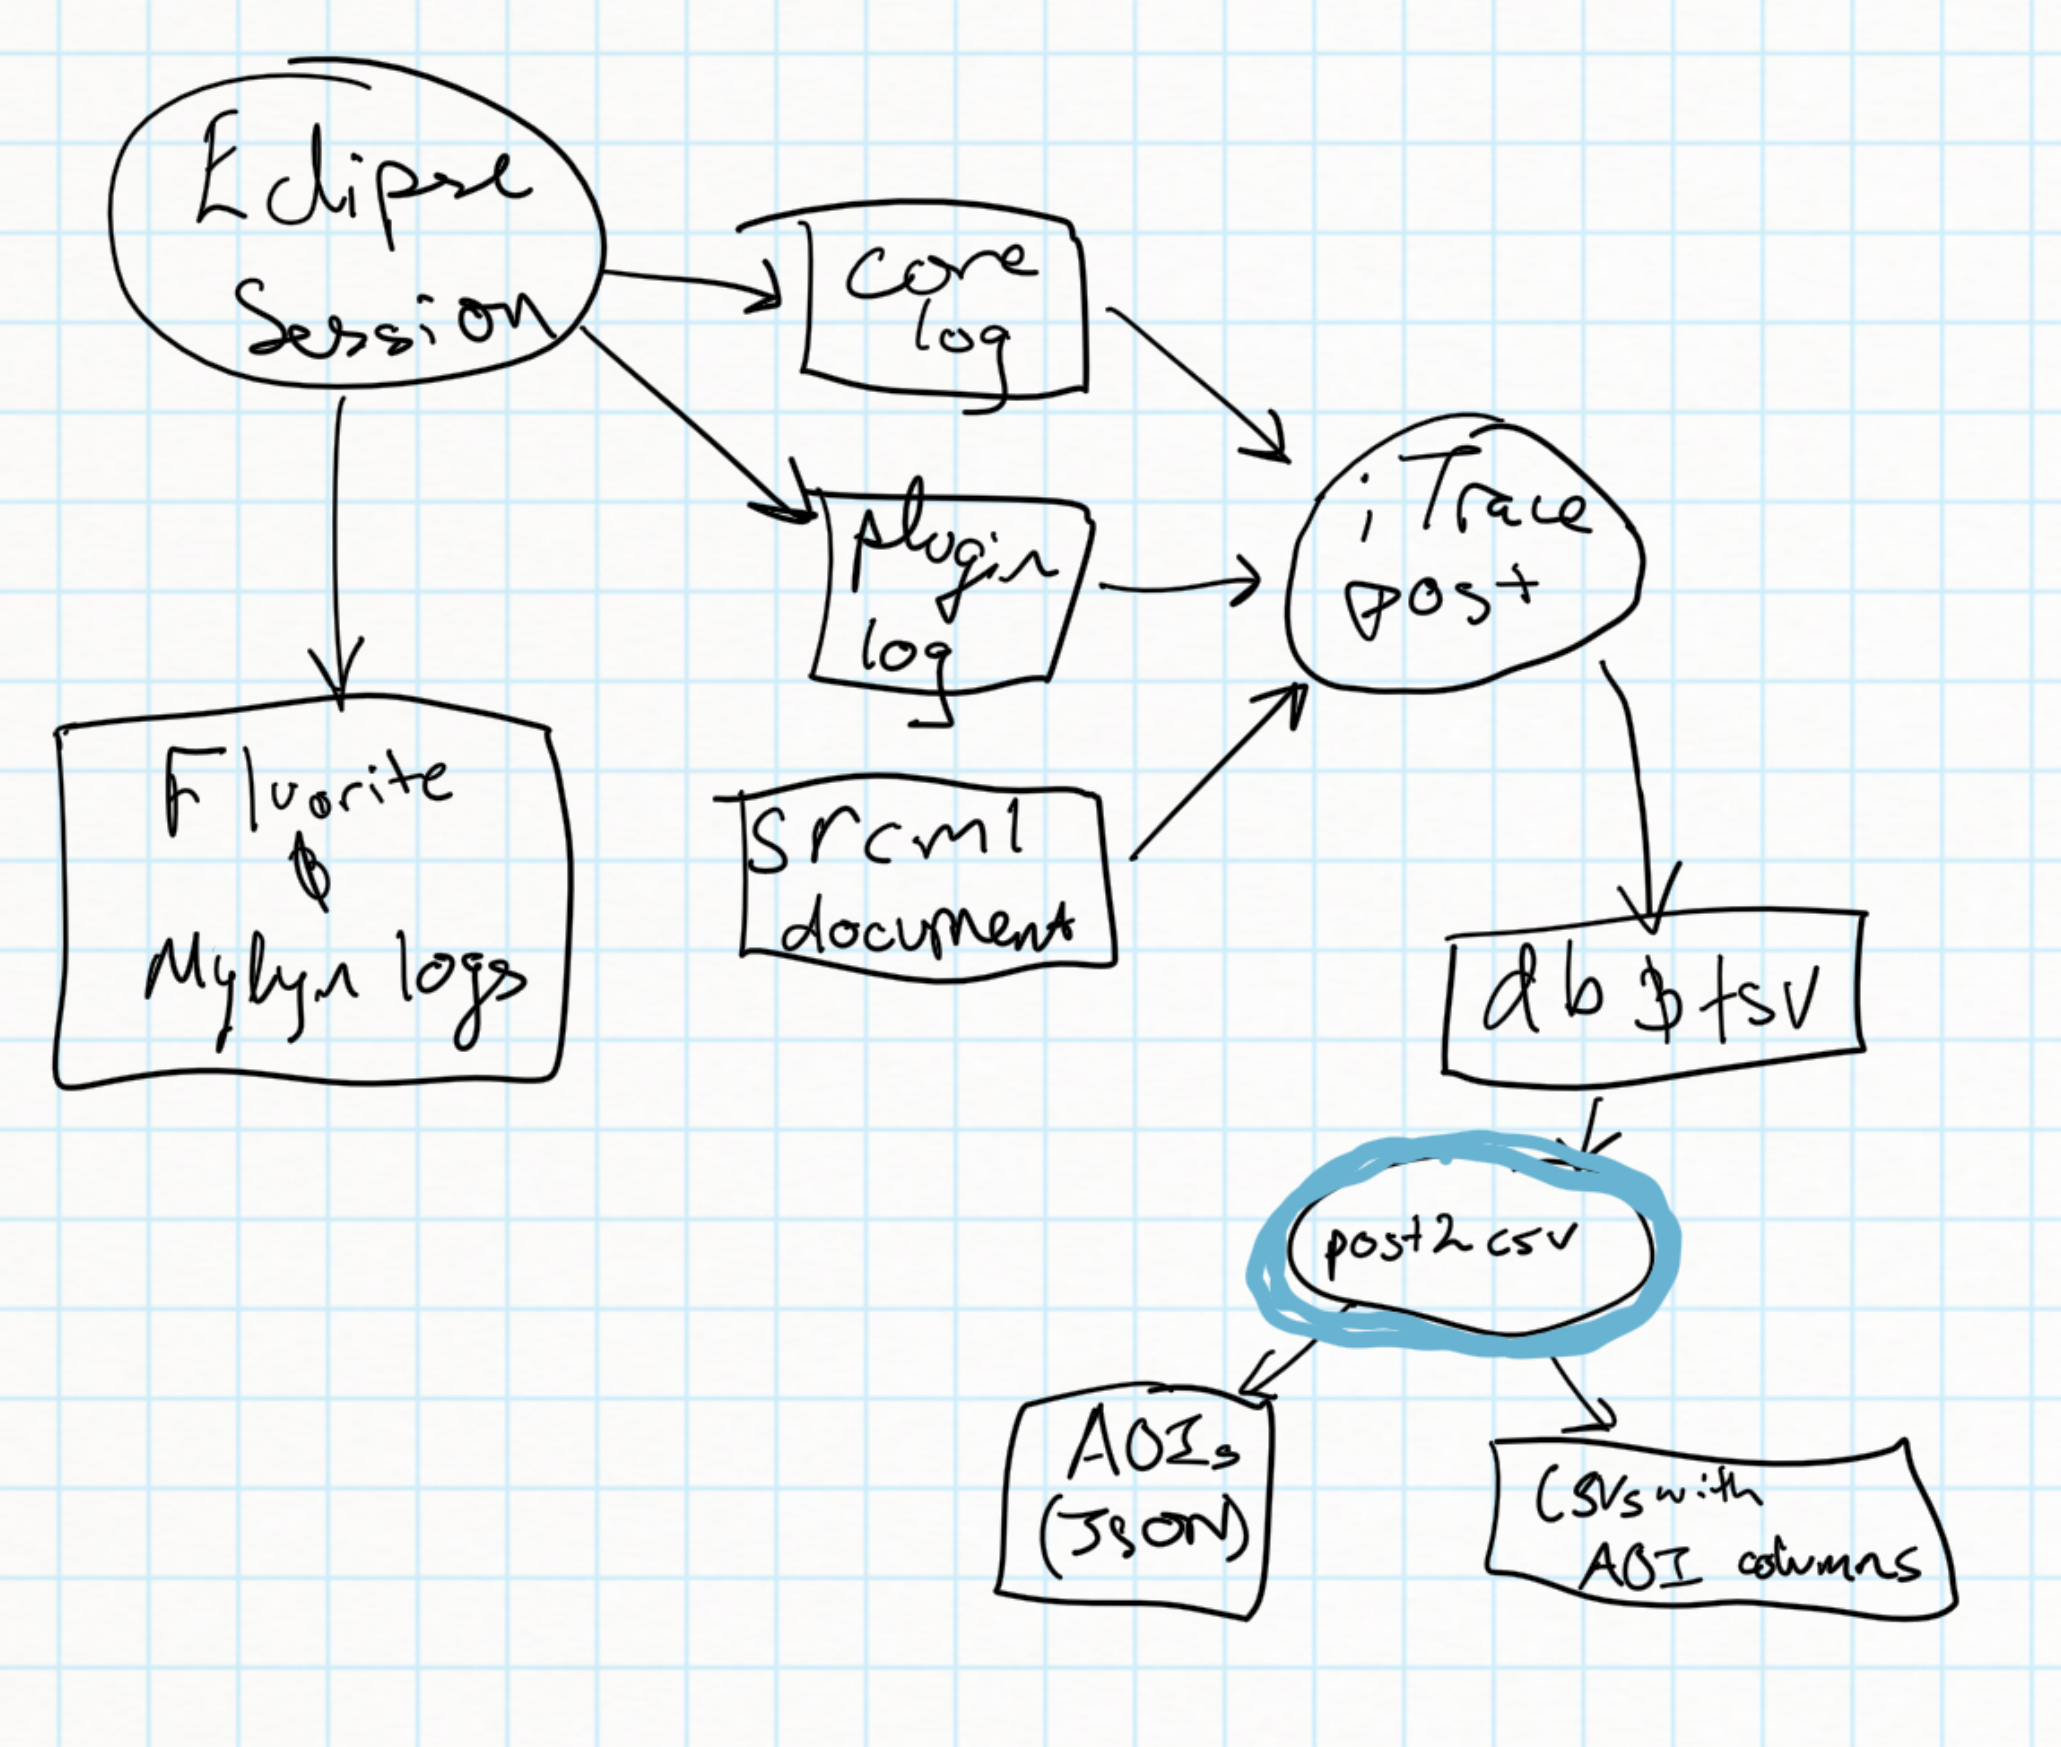 Eclipse
Session
core
log
plugin
log
iTrace
post
Fluorite
&
Mylyn logs
srcml
document
db & tsv
post2csv
AOIs
(JSON)
CSVs with
AOI columns